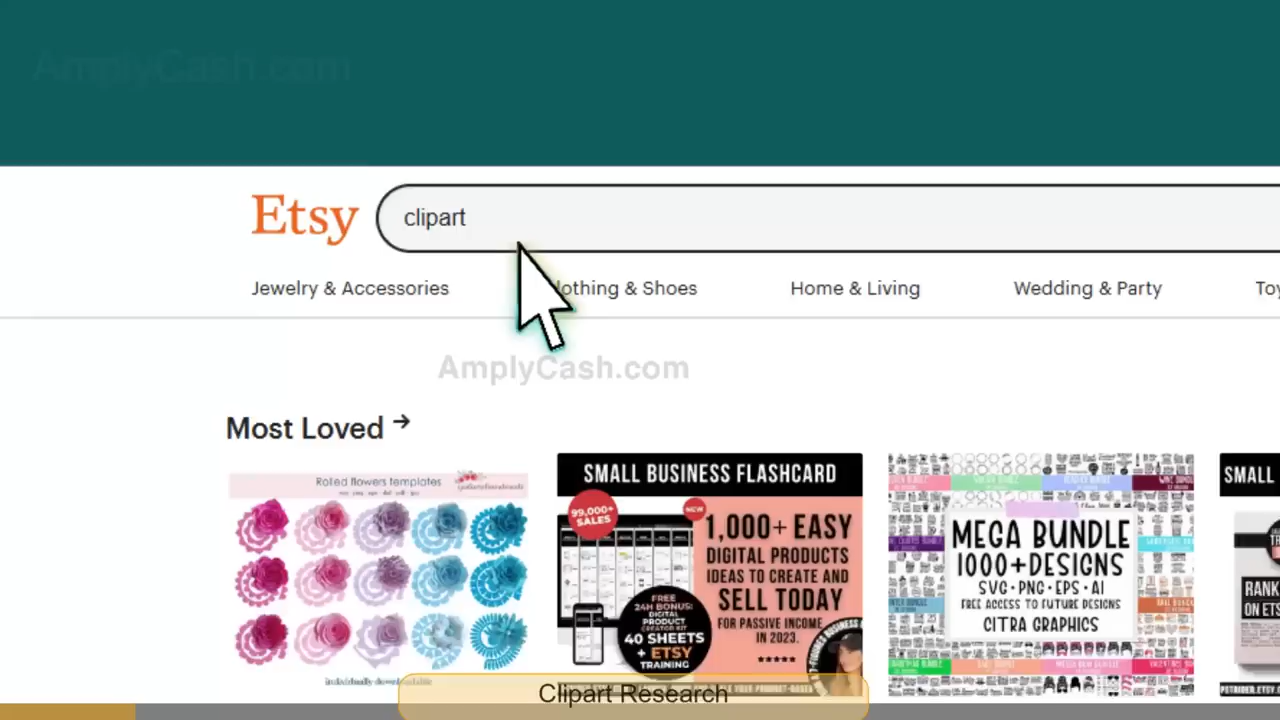 AmplyCash.com
Etsy
clipart
Jewelry & Accessories
lothing & Shoes
Home & Living
Wedding & Party
Toy
AmplyCash.com
Most Loved →
Rolled flowers templates
SMALL BUSINESS FLASHCARD
99,000+
SALES
NEW
1,000+ EASY
DIGITAL PRODUCTS
IDEAS TO CREATE AND
SELL TODAY
FOR PASSIVE INCOME
IN 2023.
FREE
24H BONUS:
DIGITAL
PRODUCT
CREATOR KIT
40 SHEETS
+ ETSY
TRAINING
MEGA BUNDLE
1000+DESIGNS
SVG•PNG•EPS•AI
FREE ACCESS TO FUTURE DESIGNS
CITRA GRAPHICS
SMALL
RANK
ON ETS
Clipart Research